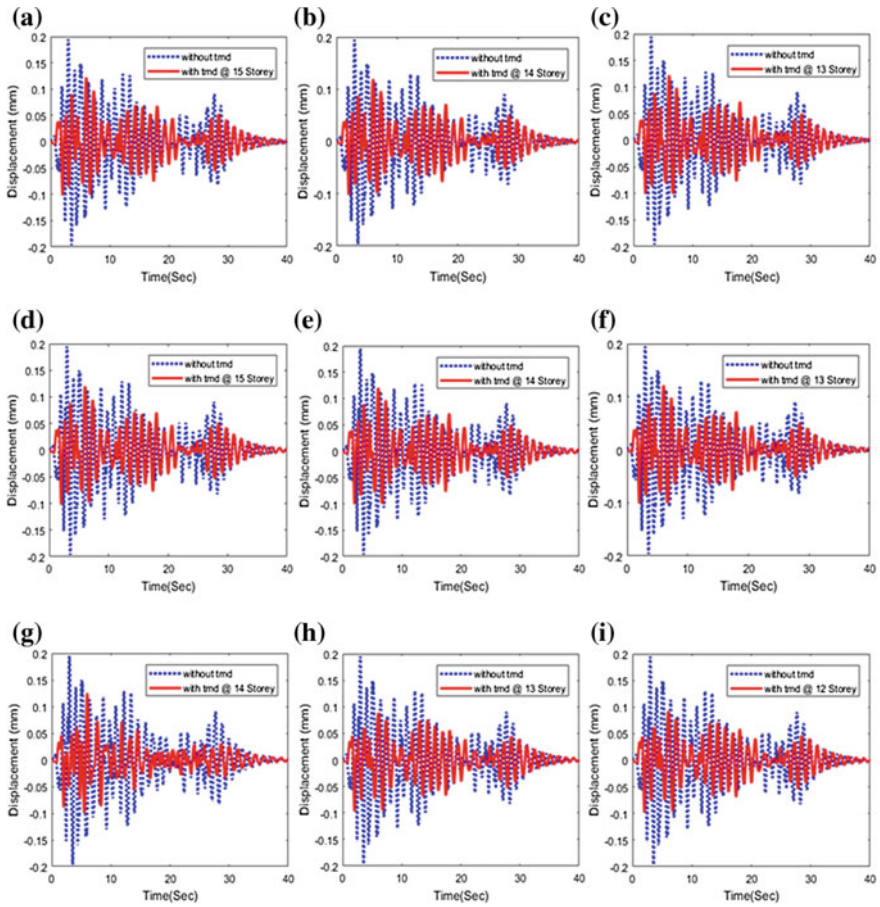 (a) (b) (c)
0.2
0.15
0.1
0.05
0
-0.05
-0.1
-0.15
-0.2
Displacement (mm)
without tmd
with tmd @ 15 Storey
0 10 20 30 40
Time(Sec)
0.2
0.15
0.1
0.05
0
-0.05
-0.1
-0.15
-0.2
Displacement (mm)
without tmd
with tmd @ 14 Storey
0 10 20 30 40
Time(Sec)
0.2
0.15
0.1
0.05
0
-0.05
-0.1
-0.15
-0.2
Displacement (mm)
without tmd
with tmd @ 13 Storey
0 10 20 30 40
Time(Sec)
(d) (e) (f)
0.2
0.15
0.1
0.05
0
-0.05
-0.1
-0.15
-0.2
Displacement (mm)
without tmd
with tmd @ 15 Storey
0 10 20 30 40
Time(Sec)
0.2
0.15
0.1
0.05
0
-0.05
-0.1
-0.15
-0.2
Displacement (mm)
without tmd
with tmd @ 14 Storey
0 10 20 30 40
Time(Sec)
0.2
0.15
0.1
0.05
0
-0.05
-0.1
-0.15
-0.2
Displacement (mm)
without tmd
with tmd @ 13 Storey
0 10 20 30 40
Time(Sec)
(g) (h) (i)
0.2
0.15
0.1
0.05
0
-0.05
-0.1
-0.15
-0.2
Displacement (mm)
without tmd
with tmd @ 14 Storey
0 10 20 30 40
Time(Sec)
0.2
0.15
0.1
0.05
0
-0.05
-0.1
-0.15
-0.2
Displacement (mm)
without tmd
with tmd @ 13 Storey
0 10 20 30 40
Time(Sec)
0.2
0.15
0.1
0.05
0
-0.05
-0.1
-0.15
-0.2
Displacement (mm)
without tmd
with tmd @ 12 Storey
0 10 20 30 40
Time(Sec)